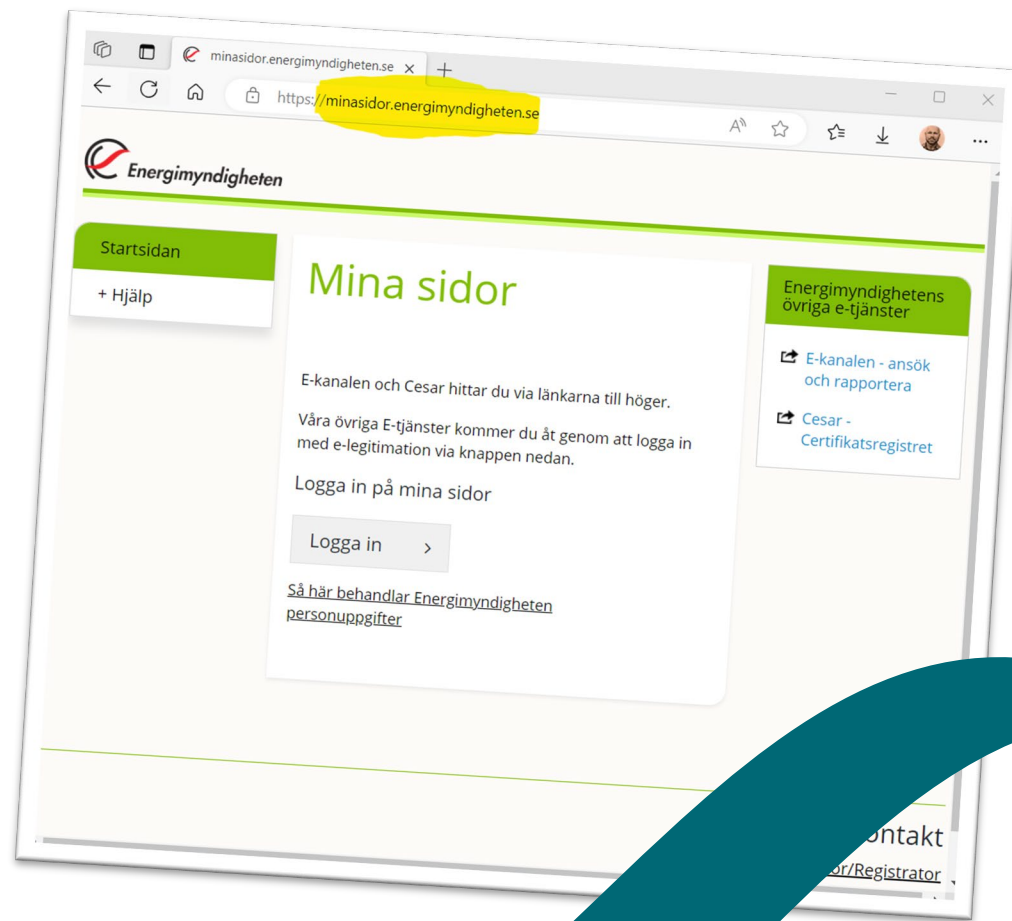 minasidor.energimyndigheten.se
https://minasidor.energimyndigheten.se
Energimyndigheten
Startsidan
+ Hjälp
Mina sidor
E-kanalen och Cesar hittar du via länkarna till höger.
Våra övriga E-tjänster kommer du åt genom att logga in
med e-legitimation via knappen nedan.
Logga in på mina sidor
Logga in
Så här behandlar Energimyndigheten
personuppgifter
Energimyndighetens
övriga e-tjänster
E-kanalen - ansök
och rapportera
Cesar -
Certifikatsregistret
/Registrator